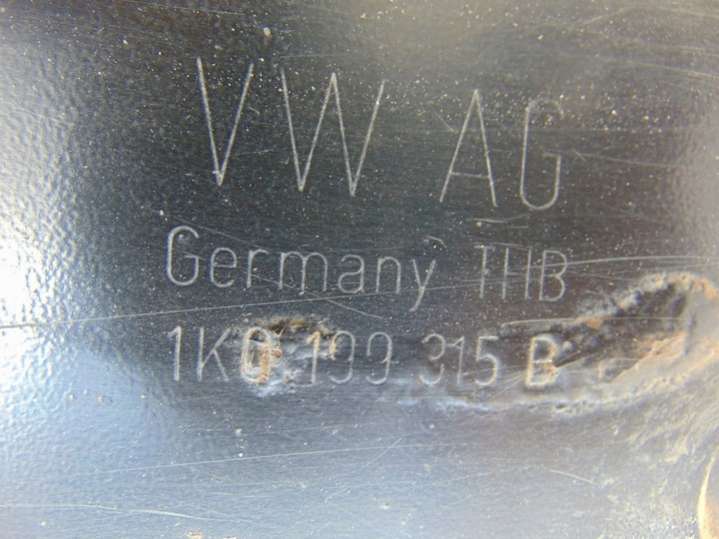 VW AG
Germany THB
1K0 199 315 B